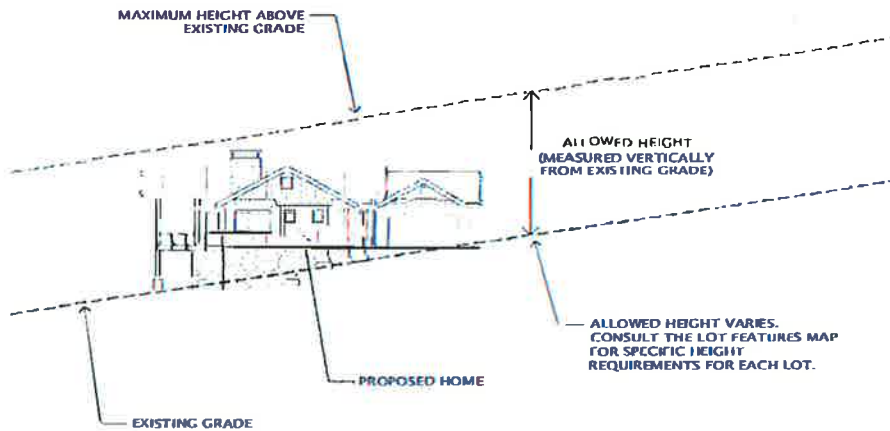 MAXIMUM HEIGHT ABOVE
EXISTING GRADE
ALLOWED HEIGHT
(MEASURED VERTICALLY
FROM EXISTING GRADE)
ALLOWED HEIGHT VARIES.
CONSULT THE LOT FEATURES MAP
FOR SPECIFIC HEIGHT
REQUIREMENTS FOR EACH LOT.
PROPOSED HOME
EXISTING GRADE